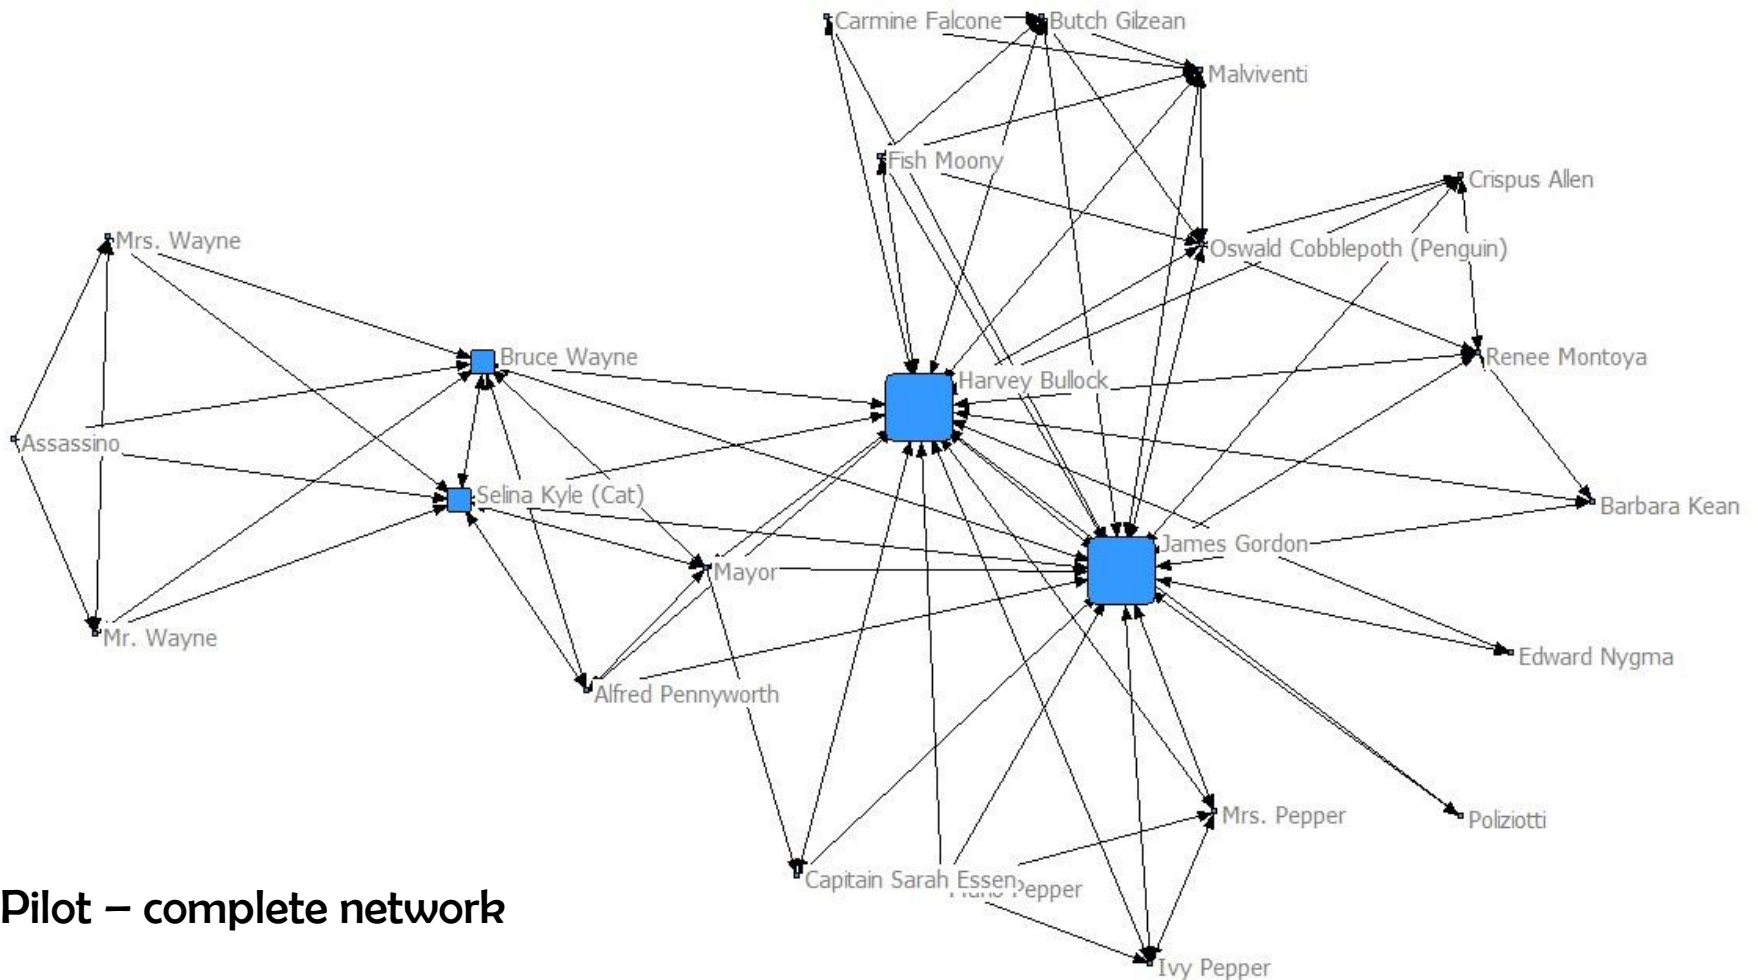 Carmine Falcone
Butch Gilzean
Malviventi
Fish Moony
Crispus Allen
Mrs. Wayne
Oswald Cobblepoth (Penguin)
Bruce Wayne
Renee Montoya
Harvey Bullock
Assassino
Selina Kyle (Cat)
Barbara Kean
James Gordon
Mayor
Mr. Wayne
Edward Nygma
Alfred Pennyworth
Mrs. Pepper
Poliziotti
Capitain Sarah Essen
Pepper
Pilot – complete network
Ivy Pepper